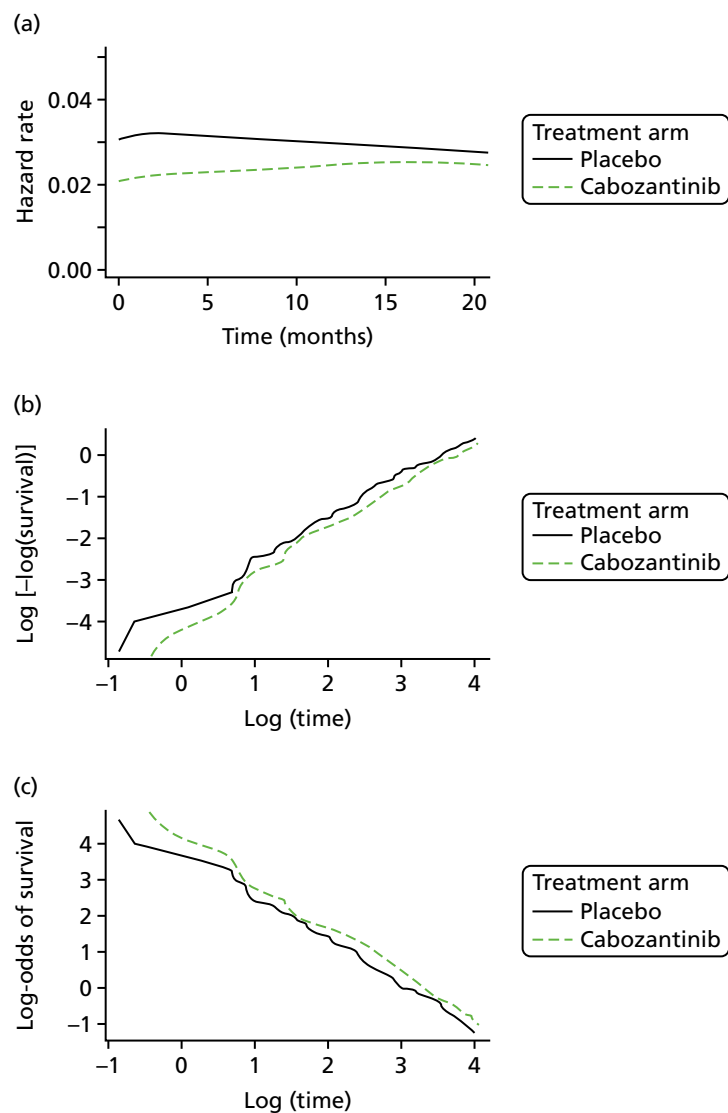 (a)
Hazard rate
0.04
0.02
0.00
0
5
10
15
20
Time (months)
Treatment arm
Placebo
Cabozantinib
(b)
Log [–log(survival)]
0
–1
–2
–3
–4
–1
0
1
2
3
4
Log (time)
Treatment arm
Placebo
Cabozantinib
(c)
Log-odds of survival
4
3
2
1
0
–1
–1
0
1
2
3
4
Log (time)
Treatment arm
Placebo
Cabozantinib